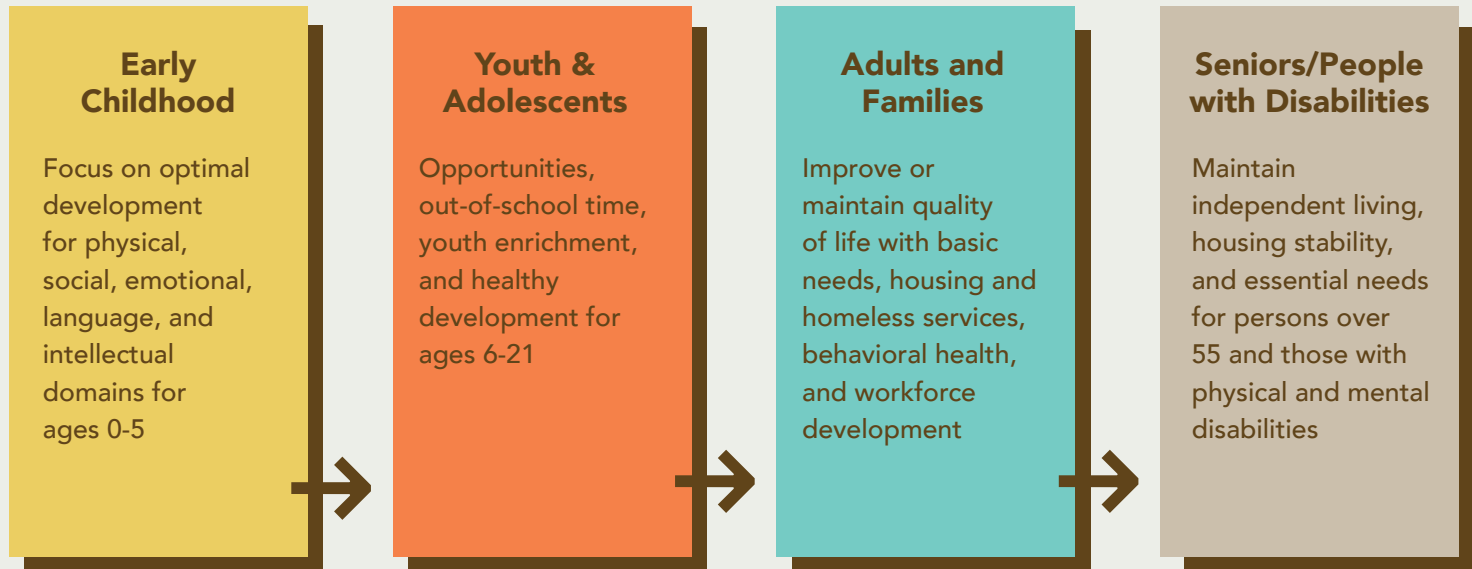 Early
Childhood
Focus on optimal
development
for physical,
social, emotional,
language, and
intellectual
domains for
ages 0-5
Youth &
Adolescents
Opportunities,
out-of-school time,
youth enrichment,
and healthy
development for
ages 6-21
Adults and
Families
Improve or
maintain quality
of life with basic
needs, housing and
homeless services,
behavioral health,
and workforce
development
Seniors/People
with Disabilities
Maintain
independent living,
housing stability,
and essential needs
for persons over
55 and those with
physical and mental
disabilities